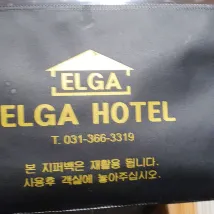 ELGA
ELGA HOTEL
T. 031-366-3319
본 지퍼백은 재활용 됩니다.
사용후 객실에 놓아주십시오.